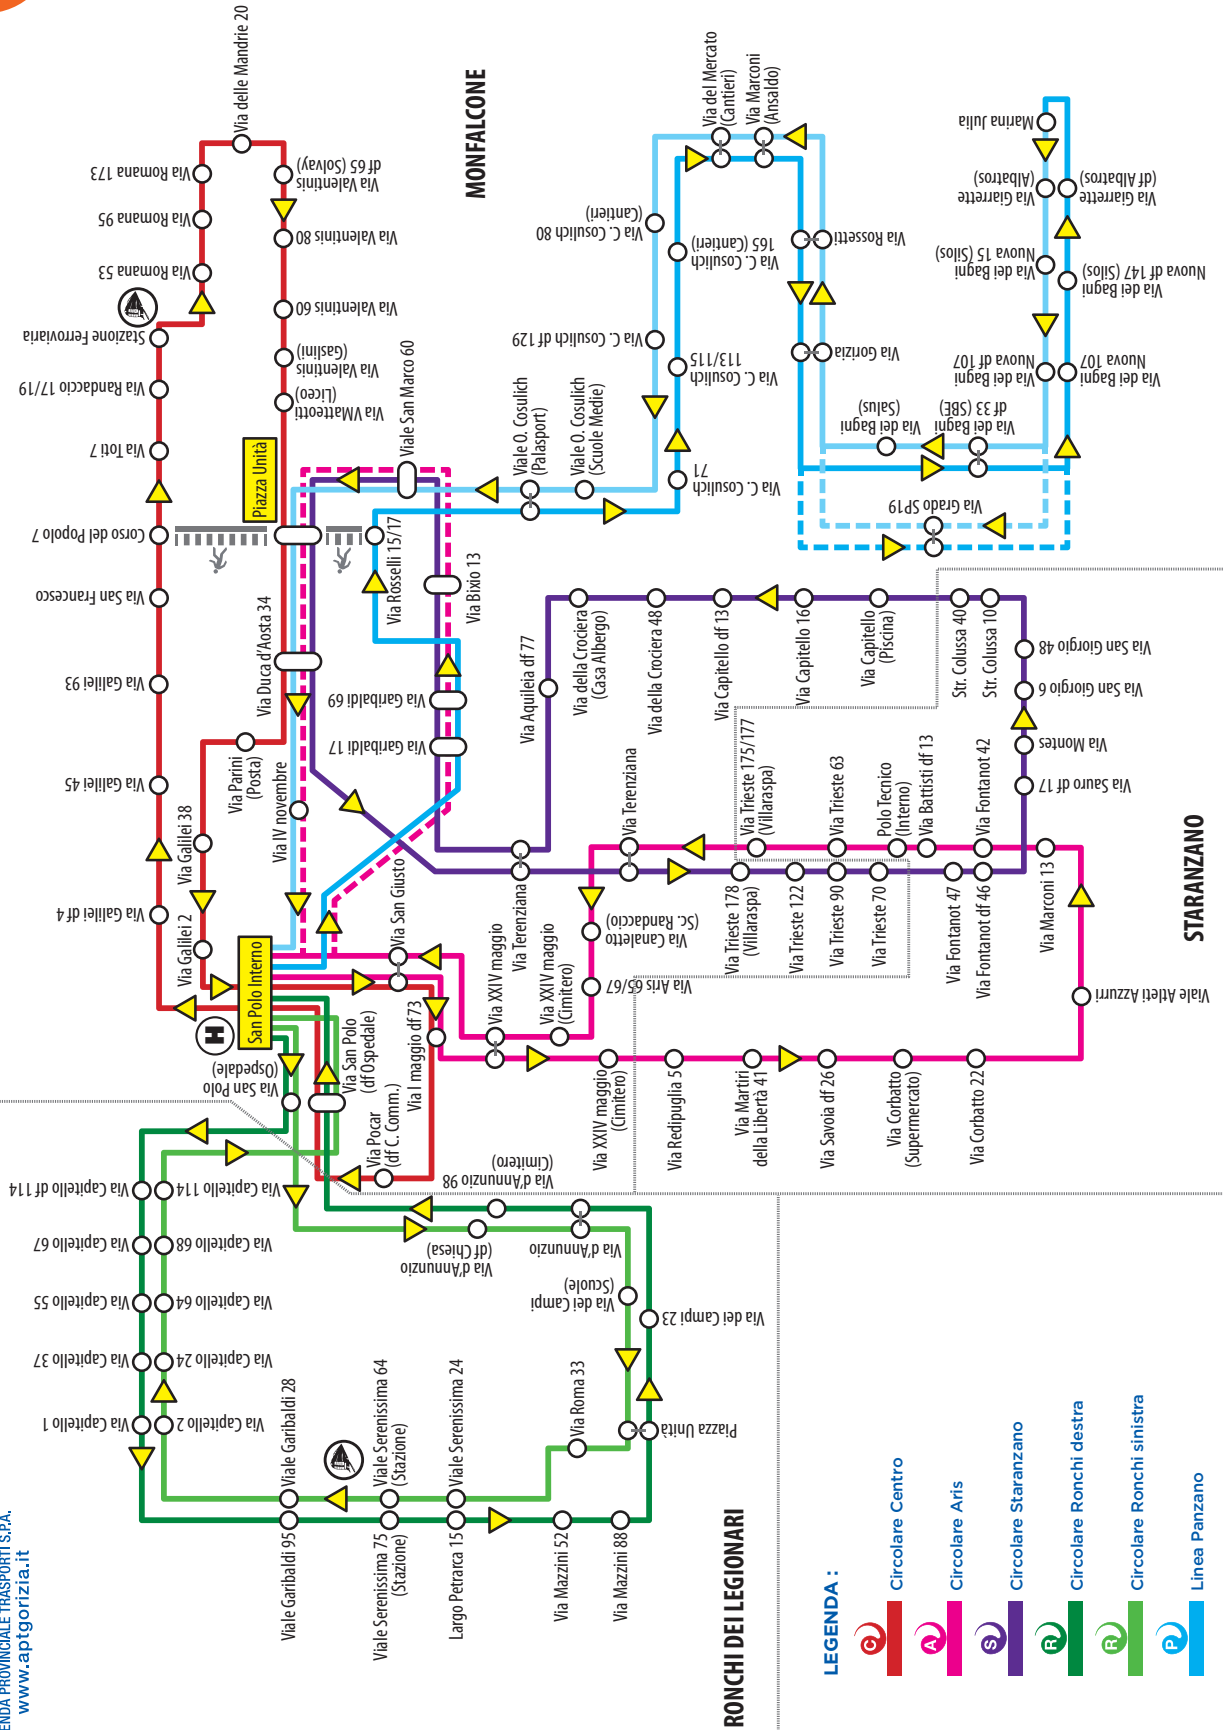 ENDA PROVINCIALE TRASPORTI S.P.A.
www.aptgorizia.it
MONFALCONE
Via delle Mandrie 20
Via Romana 173
Via Romana 95
Via Romana 53
Stazione Ferroviaria
Via Randaccio 17/19
Via Toti 7
Corso del Popolo 7
Via San Francesco
Via Galilei 93
Via Galilei 45
Via Galilei df 4
Via Valentinis
df 65 (Solvay)
Via Valentinis 80
Via Valentinis 60
Via Valentinis
(Gaslini)
Via Matteotti
(Liceo)
Piazza Unità
Via Duca d'Aosta 34
Via Parini
(Posta)
Via IV novembre
Via Galilei 38
Via Galilei 2
San Polo Interno
H
Via San Polo
(Ospedale)
Via San Polo
(df Ospedale)
Via Pocar
(df C. Comm.)
Via I maggio df 73
Via San Giusto
Viale San Marco 60
Via Rosselli 15/17
Via Bixio 13
Via Garibaldi 69
Via Garibaldi 17
Viale O. Cosulich
(Palasport)
Viale O. Cosulich
(Scuole Medie)
Via C. Cosulich
71
Via C. Cosulich
113/115
Via C. Cosulich df 129
Via C. Cosulich
165 (Cantieri)
Via C. Cosulich 80
(Cantieri)
Via del Mercato
(Cantieri)
Via Marconi
(Ansaldo)
Via Rossetti
Via Gorizia
Via dei Bagni
(Salus)
Via dei Bagni
df 33 (SBE)
Via Grado SP19
Via dei Bagni
Nuova df 107
Via dei Bagni
Nuova 107
Via dei Bagni
Nuova 15 (Silos)
Via dei Bagni
Nuova df 147 (Silos)
Via Giarrette
(Albatros)
Via Giarrette
(df Albatros)
Marina Julia
Via Aquileia df 77
Via della Crociera
(Casa Albergo)
Via della Crociera 48
Via Capitello df 13
Via Capitello 16
Via Capitello
(Piscina)
Str. Colussa 40
Str. Colussa 10
Via San Giorgio 48
Via San Giorgio 6
Via Montes
Via Sauro df 17
Via Terenziana
Via Terenziana
Via Trieste 175/177
(Villaraspa)
Via Trieste 63
Polo Tecnico
(Interno)
Via Battisti df 13
Via Fontanot 42
Via Trieste 178
(Villaraspa)
Via Trieste 122
Via Trieste 90
Via Trieste 70
Via Fontanot 47
Via Fontanot df 46
Via Marconi 13
Viale Atleti Azzurri
Via Canaletto
(Sc. Randaccio)
Via Aris 65/67
Via XXIV maggio
Via XXIV maggio
(Cimitero)
Via XXIV maggio
(Cimitero)
Via Redipuglia 5
Via Martiri
della Libertà 41
Via Savoia df 26
Via Corbatto
(Supermercato)
Via Corbatto 22
STARANZANO
Via Capitello df 114
Via Capitello 67
Via Capitello 55
Via Capitello 37
Via Capitello 1
Via Capitello 114
Via Capitello 68
Via Capitello 64
Via Capitello 24
Via Capitello 2
Viale Garibaldi 28
Viale Serenissima 64
(Stazione)
Viale Serenissima 24
Via Roma 33
Piazza Unità
Viale Garibaldi 95
Viale Serenissima 75
(Stazione)
Largo Petrarca 15
Via Mazzini 52
Via Mazzini 88
Via dei Campi
(Scuole)
Via dei Campi 23
Via d'Annunzio
Via d'Annunzio
(df Chiesa)
Via d'Annunzio 98
(Cimitero)
RONCHI DEI LEGIONARI
LEGENDA :
C Circolare Centro
A Circolare Aris
S Circolare Staranzano
R Circolare Ronchi destra
R Circolare Ronchi sinistra
P Linea Panzano